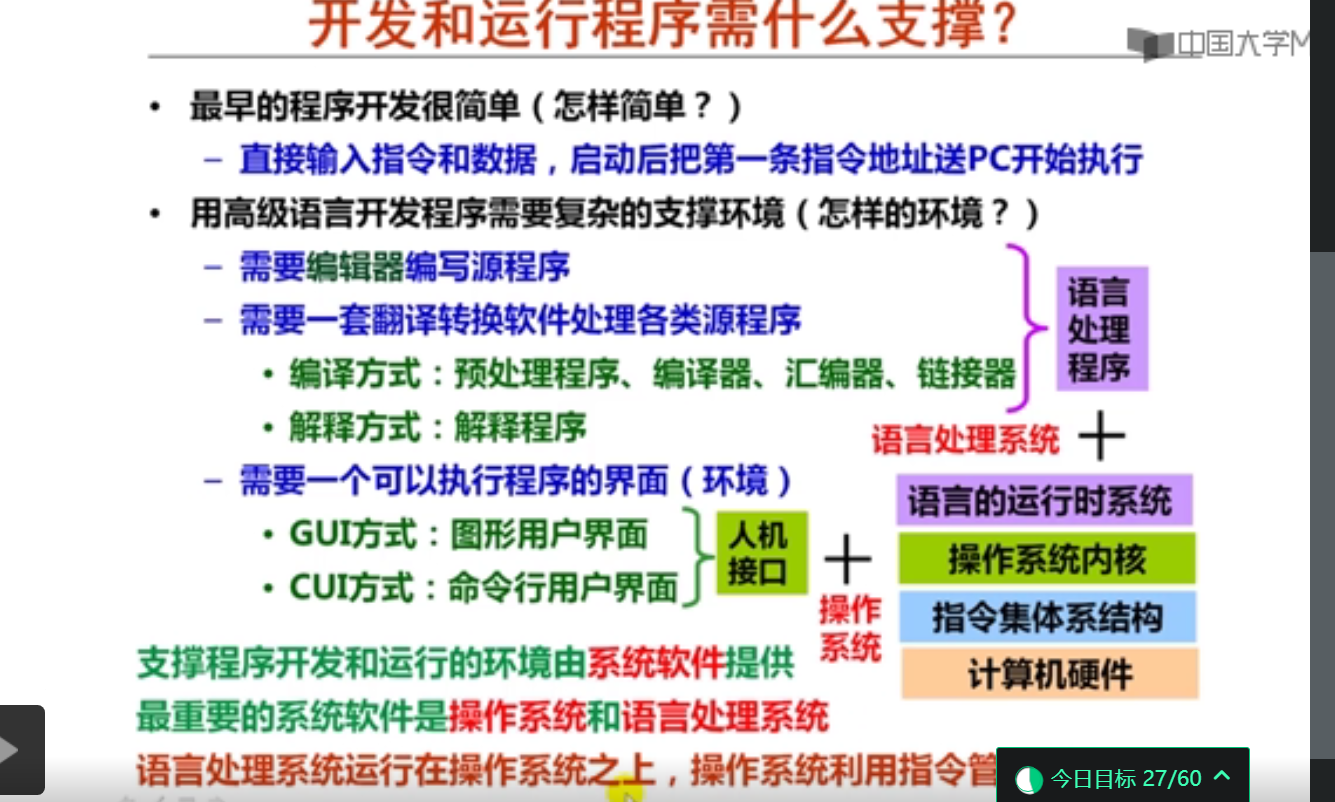 开发和运行程序需什么支撑？
中国大学M
• 最早的程序开发很简单（怎样简单？）
– 直接输入指令和数据，启动后把第一条指令地址送PC开始执行
• 用高级语言开发程序需要复杂的支撑环境（怎样的环境？）
– 需要编辑器编写源程序
– 需要一套翻译转换软件处理各类源程序
• 编译方式：预处理程序、编译器、汇编器、链接器
• 解释方式：解释程序
语言
处理
程序
语言处理系统 +
– 需要一个可以执行程序的界面（环境）
• GUI方式：图形用户界面
• CUI方式：命令行用户界面
人机
接口
+
操作
系统
语言的运行时系统
操作系统内核
指令集体系结构
计算机硬件
支撑程序开发和运行的环境由系统软件提供
最重要的系统软件是操作系统和语言处理系统
语言处理系统运行在操作系统之上，操作系统利用指令管
今日目标 27/60